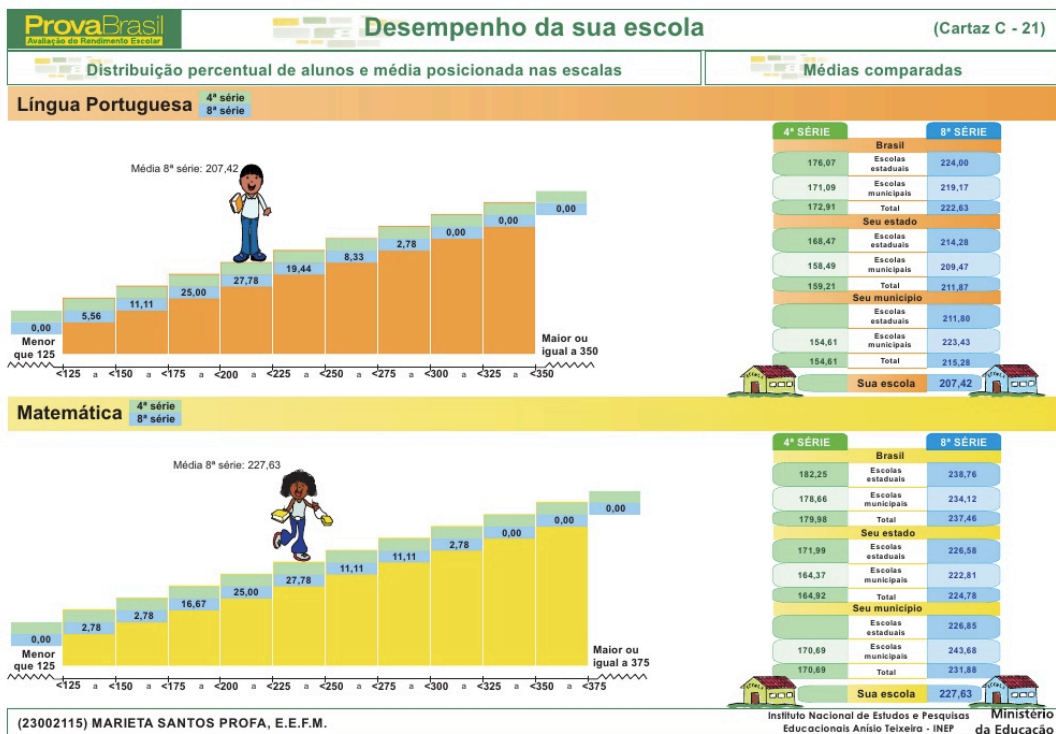 ProvaBrasil
Avaliação do Rendimento Escolar
Desempenho da sua escola
(Cartaz C - 21)
Distribuição percentual de alunos e média posicionada nas escalas
Médias comparadas
Língua Portuguesa
4ª série
8ª série
Média 8ª série: 207,42
0,00
5,56
11,11
25,00
27,78
19,44
8,33
2,78
0,00
0,00
0,00
Menor
que 125
Maior ou
igual a 350
<125 a <150 a <175 a <200 a <225 a <250 a <275 a <300 a <325 a <350
4ª SÉRIE 8ª SÉRIE
Brasil
176,07 Escolas estaduais 224,00
171,09 Escolas municipais 219,17
172,91 Total 222,63
Seu estado
168,47 Escolas estaduais 214,28
158,49 Escolas municipais 209,47
159,21 Total 211,87
Seu município
Escolas estaduais 211,80
154,61 Escolas municipais 223,43
154,61 Total 215,28
ESCOLA Sua escola 207,42 ESCOLA
Matemática
4ª série
8ª série
Média 8ª série: 227,63
0,00
2,78
2,78
16,67
25,00
27,78
11,11
11,11
2,78
0,00
0,00
0,00
Menor
que 125
Maior ou
igual a 375
<125 a <150 a <175 a <200 a <225 a <250 a <275 a <300 a <325 a <350 a <375
4ª SÉRIE 8ª SÉRIE
Brasil
182,25 Escolas estaduais 238,76
178,66 Escolas municipais 234,12
179,98 Total 237,46
Seu estado
171,99 Escolas estaduais 226,58
164,37 Escolas municipais 222,81
164,92 Total 224,78
Seu município
Escolas estaduais 226,85
170,69 Escolas municipais 243,68
170,69 Total 231,88
ESCOLA Sua escola 227,63 ESCOLA
(23002115) MARIETA SANTOS PROFA, E.E.F.M.
Instituto Nacional de Estudos e Pesquisas
Educacionais Anísio Teixeira - INEP
Ministério
da Educação